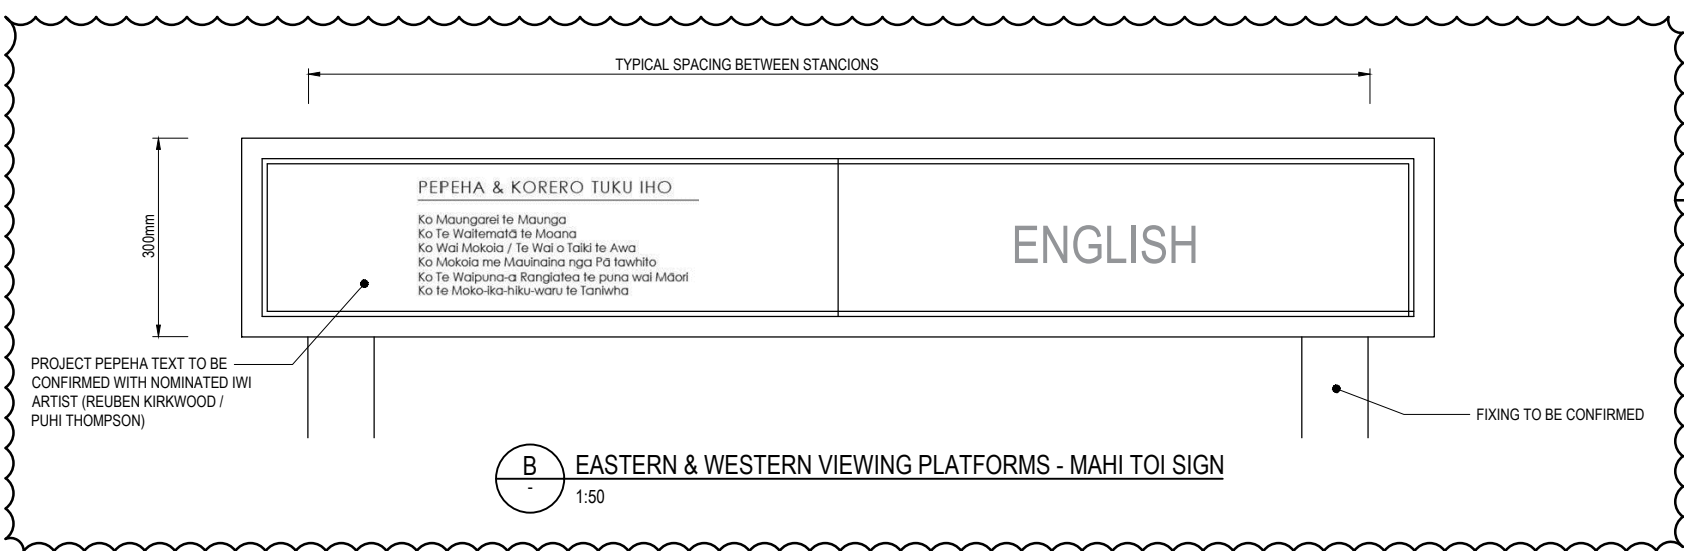 TYPICAL SPACING BETWEEN STANCIONS
300mm
PEPEHA & KORERO TUKU IHO
Ko Maungarei te Maunga
Ko Te Waitematā te Moana
Ko Wai Mokoia / Te Wai o Taiki te Awa
Ko Mokoia me Mauinaina nga Pā tawhito
Ko Te Waipuna-a Rangiatea te puna wai Māori
Ko te Moko-ika-hiku-waru te Taniwha
ENGLISH
PROJECT PEPEHA TEXT TO BE
CONFIRMED WITH NOMINATED IWI
ARTIST (REUBEN KIRKWOOD /
PUHI THOMPSON)
FIXING TO BE CONFIRMED
B
-
EASTERN & WESTERN VIEWING PLATFORMS - MAHI TOI SIGN
1:50